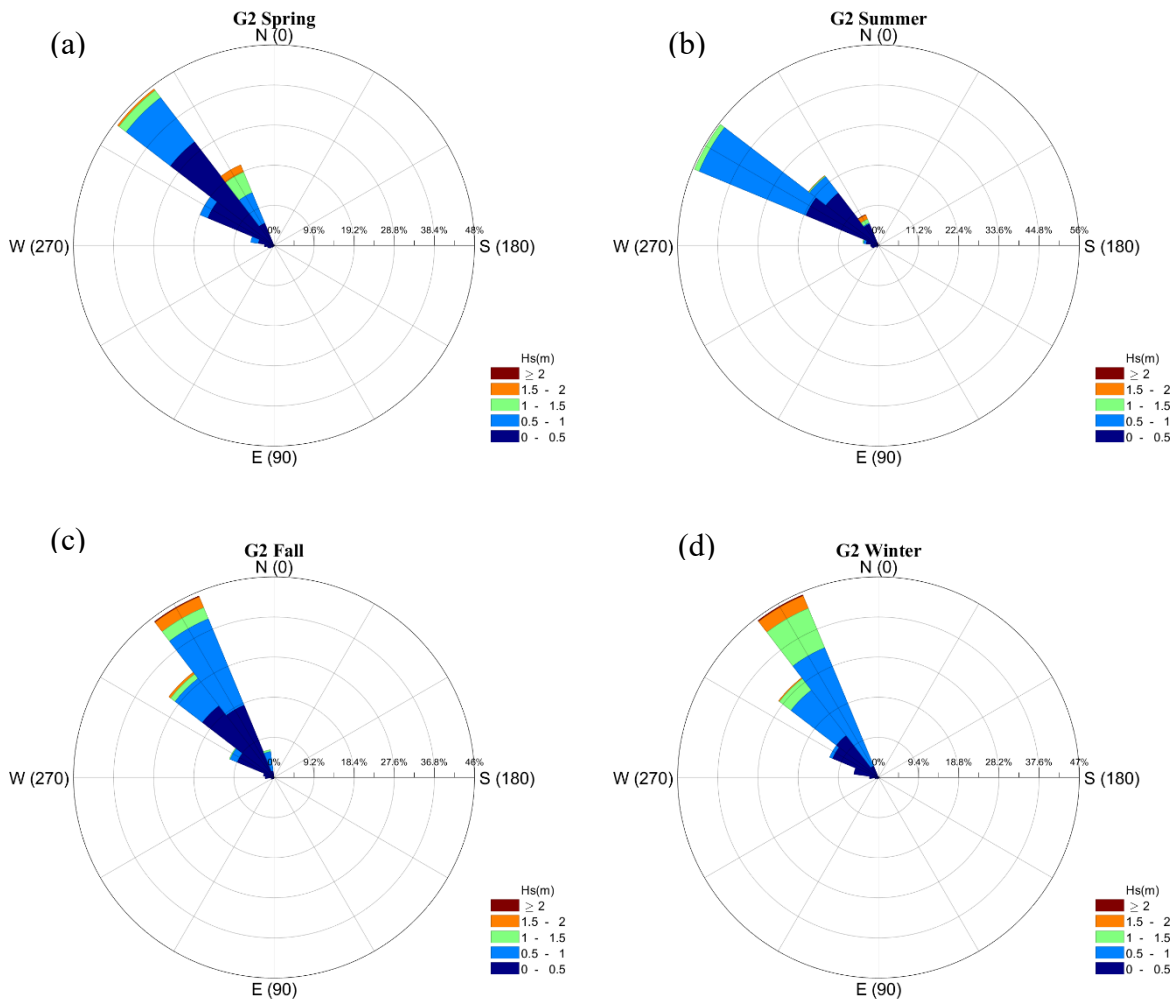 (a)
G2 Spring
N (0)
W (270)
0%
9.6%
19.2%
28.8%
38.4%
48%
S (180)
E (90)
Hs(m)
≥ 2
1.5 - 2
1 - 1.5
0.5 - 1
0 - 0.5
(b)
G2 Summer
N (0)
W (270)
0%
11.2%
22.4%
33.6%
44.8%
56%
S (180)
E (90)
Hs(m)
≥ 2
1.5 - 2
1 - 1.5
0.5 - 1
0 - 0.5
(c)
G2 Fall
N (0)
W (270)
0%
9.2%
18.4%
27.6%
36.8%
46%
S (180)
E (90)
Hs(m)
≥ 2
1.5 - 2
1 - 1.5
0.5 - 1
0 - 0.5
(d)
G2 Winter
N (0)
W (270)
0%
9.4%
18.8%
28.2%
37.6%
47%
S (180)
E (90)
Hs(m)
≥ 2
1.5 - 2
1 - 1.5
0.5 - 1
0 - 0.5